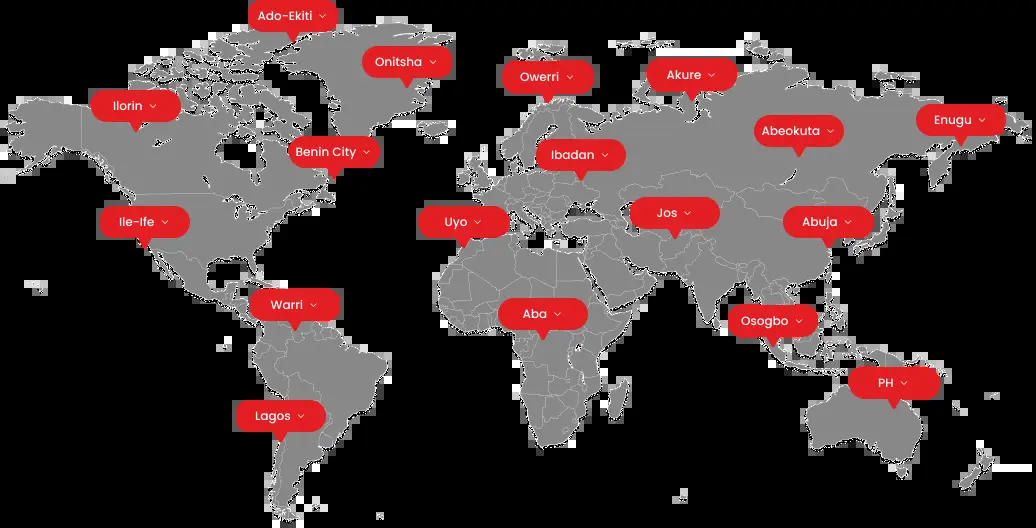 Ado-Ekiti
Onitsha
Owerri
Akure
Ilorin
Enugu
Abeokuta
Benin City
Ibadan
Ile-Ife
Uyo
Jos
Abuja
Warri
Aba
Osogbo
PH
Lagos